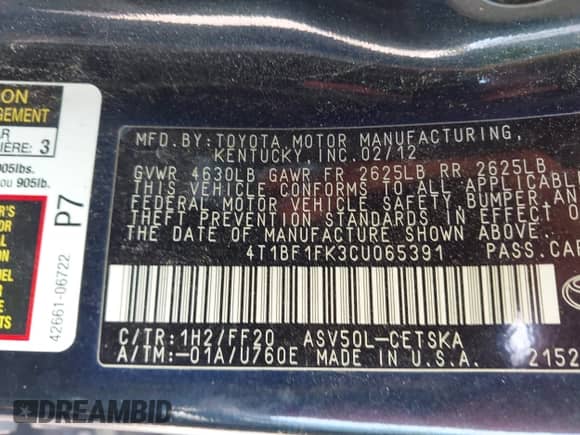 ION
GEMENT
AR
IÈRE: 3
905lbs.
ou 905lb.
P7
42661-06722
MFD.BY:TOYOTA MOTOR MANUFACTURING,
KENTUCKY,INC.02/12
GVWR 4630LB GAWR FR 2625LB RR 2625LB
THIS VEHICLE CONFORMS TO ALL APPLICABLE
FEDERAL MOTOR VEHICLE SAFETY, BUMPER, AN
THEFT PREVENTION STANDARDS IN EFFECT O
THE DATE OF MANUFACTURE SHOWN ABOVE.
4T1BF1FK3CU065391 PASS.CAR
C/TR:1H2/FF20 ASV50L-CETSKA
A/TM:-01A/U760E MADE IN U.S.A. 2152
DREAMBID